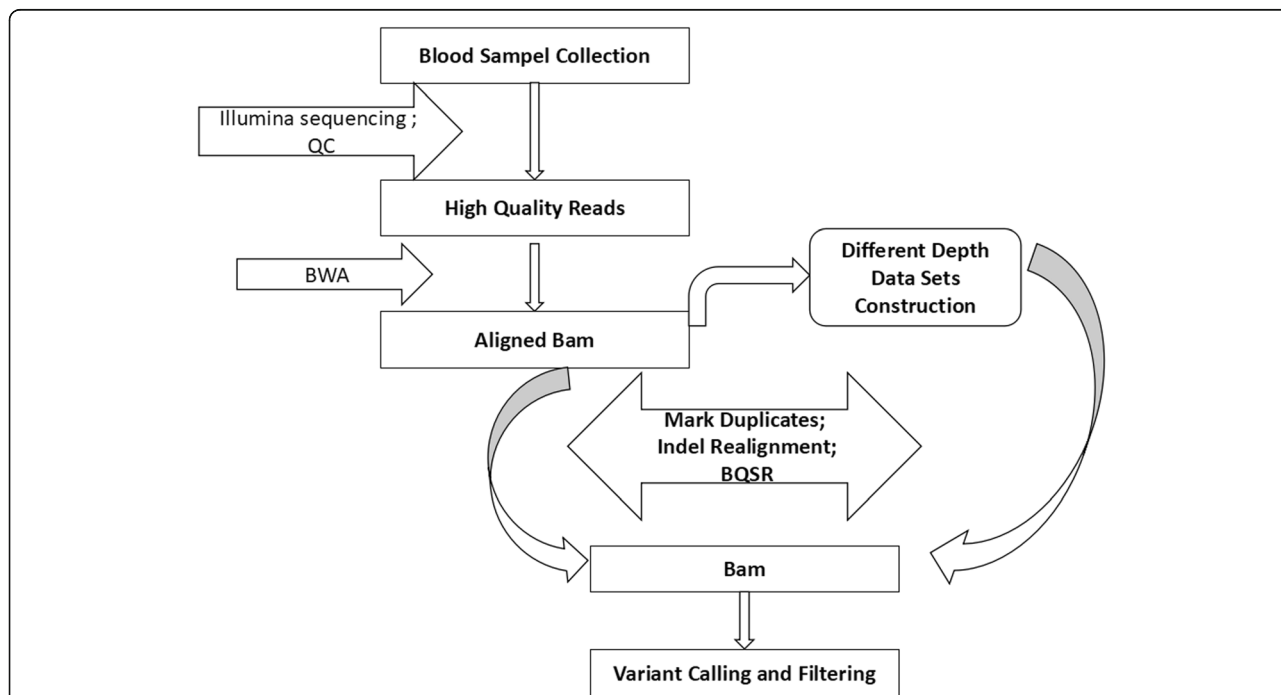 Blood Sampel Collection
Illumina sequencing ;
QC
High Quality Reads
BWA
Different Depth
Data Sets
Construction
Aligned Bam
Mark Duplicates;
Indel Realignment;
BQSR
Bam
Variant Calling and Filtering